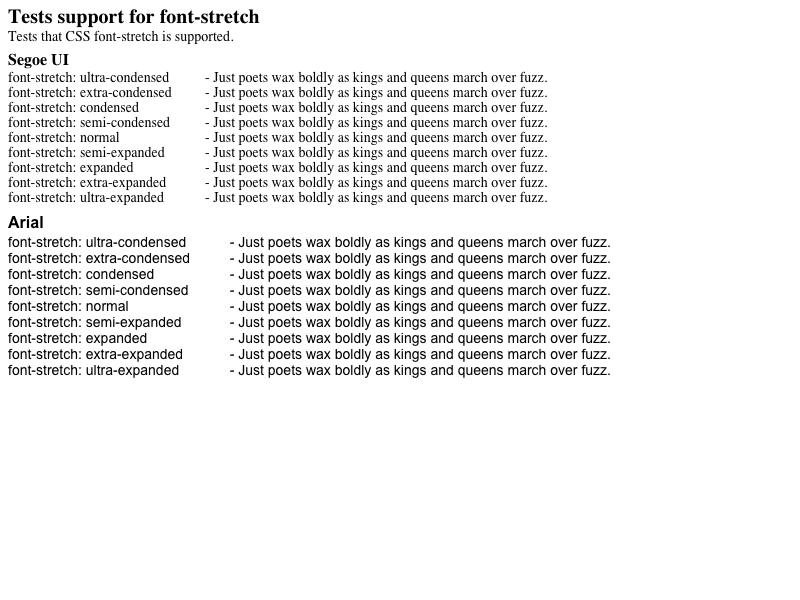 Tests support for font-stretch
Tests that CSS font-stretch is supported.
Segoe UI
font-stretch: ultra-condensed - Just poets wax boldly as kings and queens march over fuzz.
font-stretch: extra-condensed - Just poets wax boldly as kings and queens march over fuzz.
font-stretch: condensed - Just poets wax boldly as kings and queens march over fuzz.
font-stretch: semi-condensed - Just poets wax boldly as kings and queens march over fuzz.
font-stretch: normal - Just poets wax boldly as kings and queens march over fuzz.
font-stretch: semi-expanded - Just poets wax boldly as kings and queens march over fuzz.
font-stretch: expanded - Just poets wax boldly as kings and queens march over fuzz.
font-stretch: extra-expanded - Just poets wax boldly as kings and queens march over fuzz.
font-stretch: ultra-expanded - Just poets wax boldly as kings and queens march over fuzz.
Arial
font-stretch: ultra-condensed - Just poets wax boldly as kings and queens march over fuzz.
font-stretch: extra-condensed - Just poets wax boldly as kings and queens march over fuzz.
font-stretch: condensed - Just poets wax boldly as kings and queens march over fuzz.
font-stretch: semi-condensed - Just poets wax boldly as kings and queens march over fuzz.
font-stretch: normal - Just poets wax boldly as kings and queens march over fuzz.
font-stretch: semi-expanded - Just poets wax boldly as kings and queens march over fuzz.
font-stretch: expanded - Just poets wax boldly as kings and queens march over fuzz.
font-stretch: extra-expanded - Just poets wax boldly as kings and queens march over fuzz.
font-stretch: ultra-expanded - Just poets wax boldly as kings and queens march over fuzz.